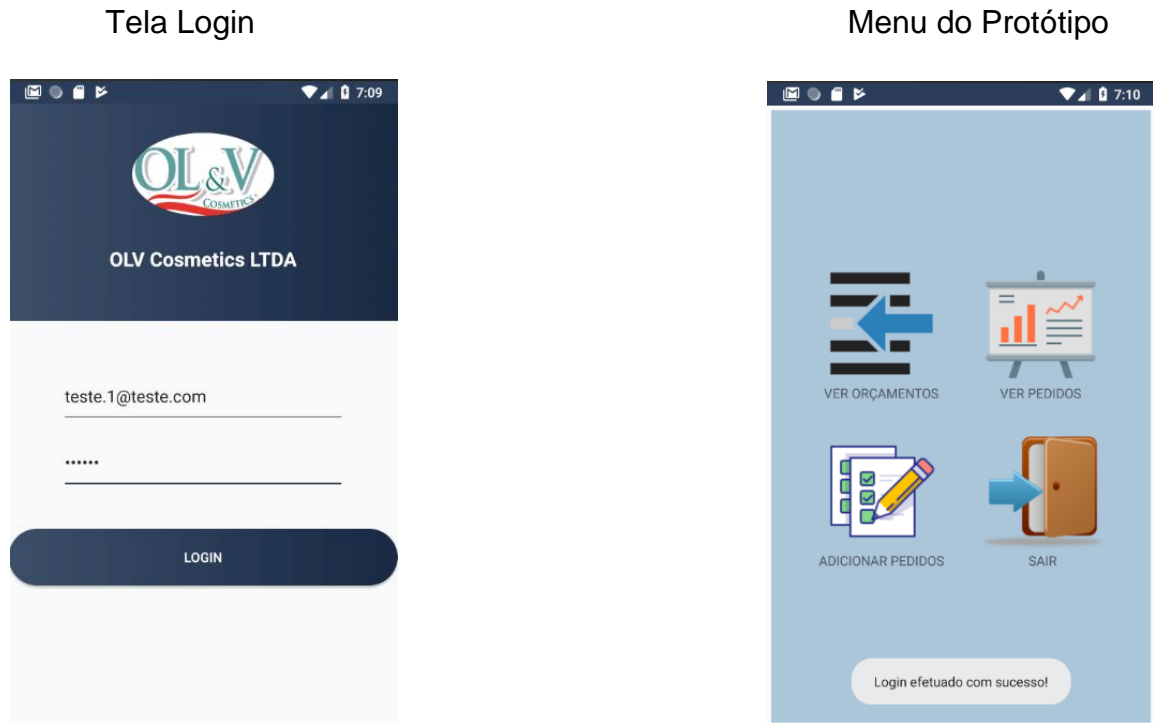 Tela Login
Menu do Protótipo
7:09
OL&V
COSMETICS
OLV Cosmetics LTDA
teste.1@teste.com
••••••
LOGIN
7:10
VER ORÇAMENTOS
VER PEDIDOS
ADICIONAR PEDIDOS
SAIR
Login efetuado com sucesso!